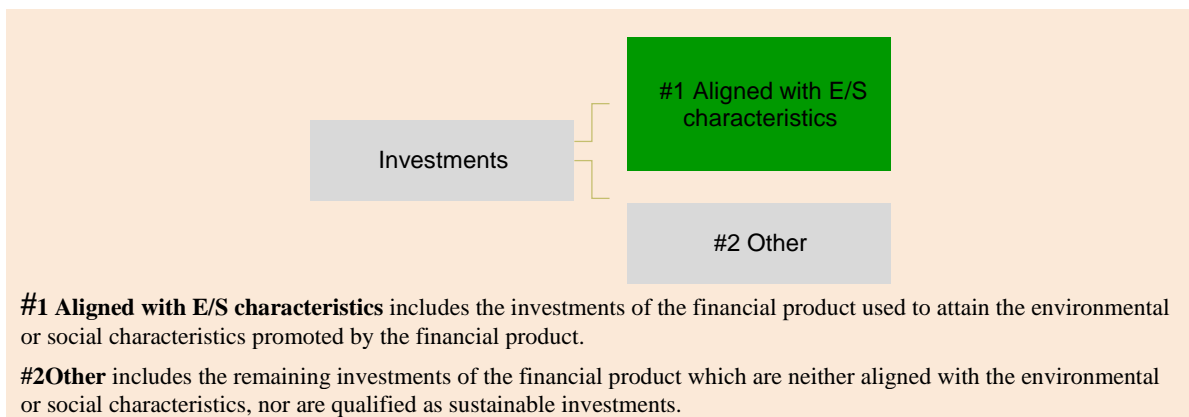 #1 Aligned with E/S
characteristics
Investments
#2 Other
#1 Aligned with E/S characteristics includes the investments of the financial product used to attain the environmental
or social characteristics promoted by the financial product.
#2Other includes the remaining investments of the financial product which are neither aligned with the environmental
or social characteristics, nor are qualified as sustainable investments.